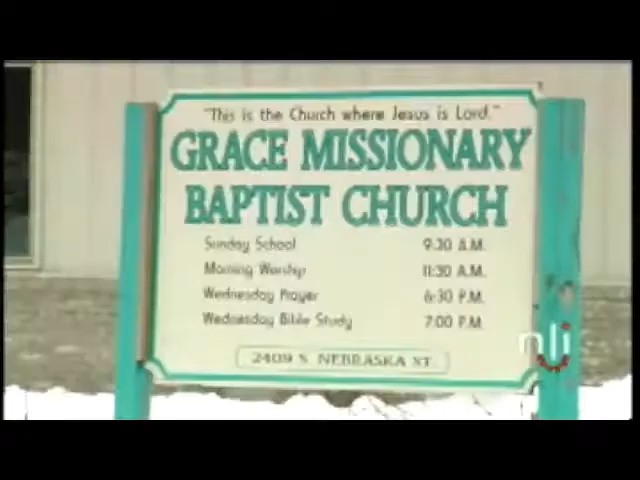 "This is the Church where Jesus is Lord."
GRACE MISSIONARY
BAPTIST CHURCH
Sunday School 9:30 A.M.
Morning Worship 11:30 A.M.
Wednesday Prayer 6:30 P.M.
Wednesday Bible Study 7:00 P.M.
2409 S. NEBRASKA ST.
nli